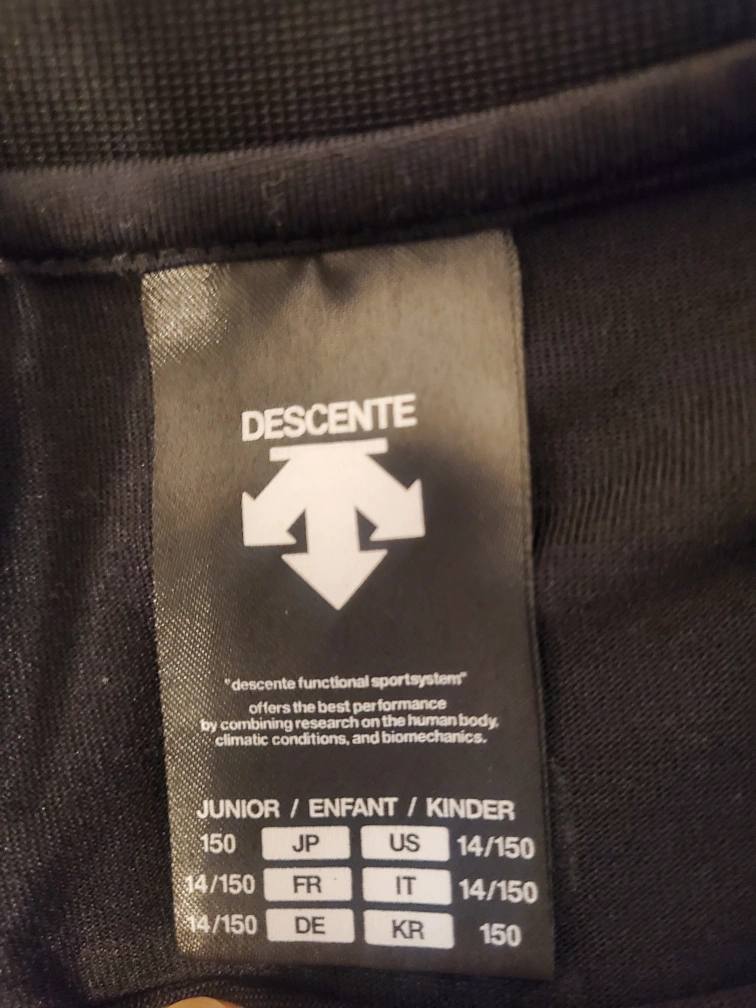 DESCENTE
"descente functional sportsystem"
offers the best performance
by combining research on the human body,
climatic conditions, and biomechanics.
JUNIOR / ENFANT / KINDER
150 JP US 14/150
14/150 FR IT 14/150
14/150 DE KR 150